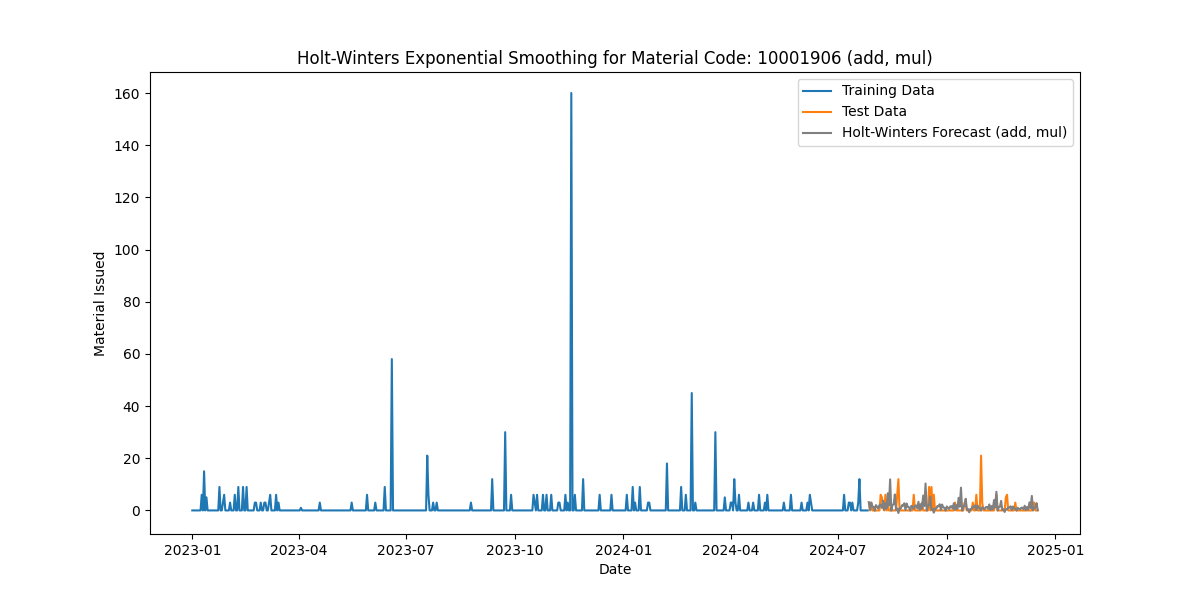 Holt-Winters Exponential Smoothing for Material Code: 10001906 (add, mul)
Training Data
Test Data
Holt-Winters Forecast (add, mul)
Material Issued
160
140
120
100
80
60
40
20
0
2023-01 2023-04 2023-07 2023-10 2024-01 2024-04 2024-07 2024-10 2025-01
Date